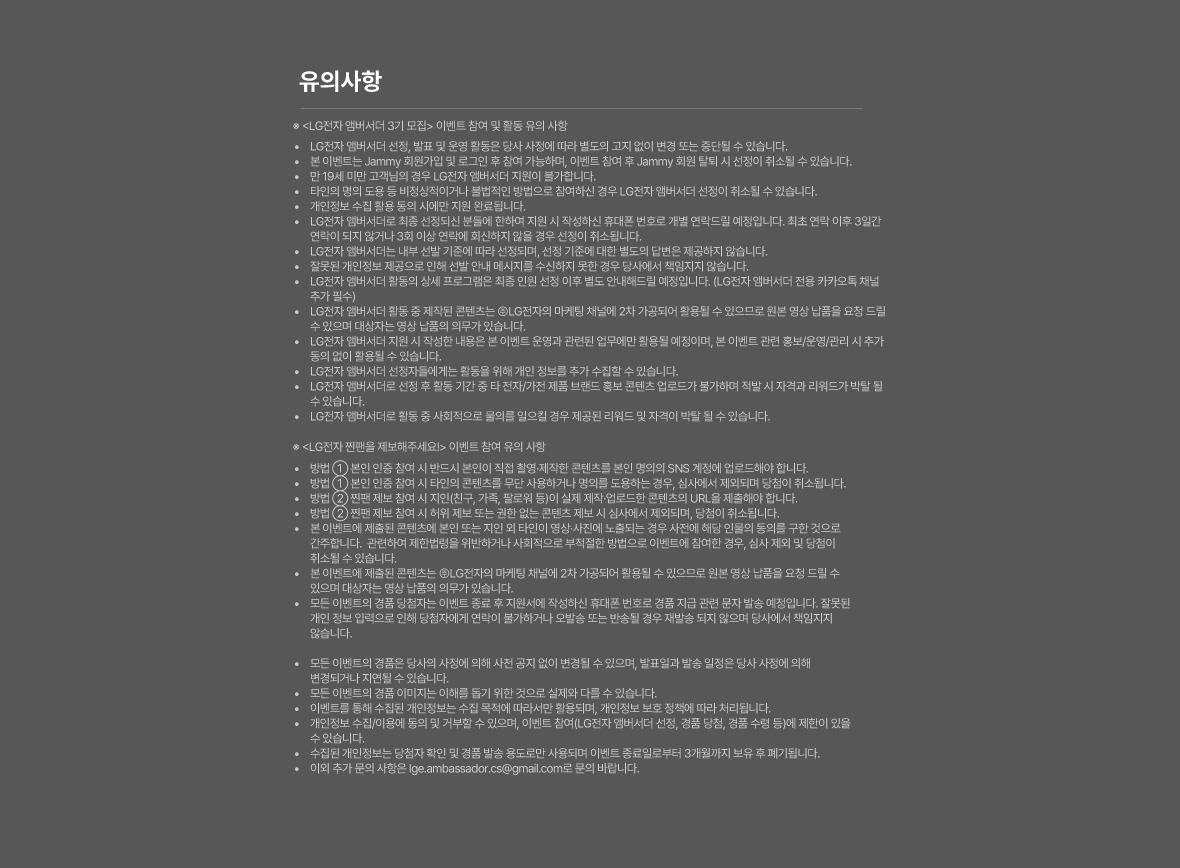 유의사항
※ <LG전자 앰버서더 3기 모집> 이벤트 참여 및 활동 유의 사항
• LG전자 앰버서더 선정, 발표 및 운영 활동은 당사 사정에 따라 별도의 고지 없이 변경 또는 중단될 수 있습니다.
• 본 이벤트는 Jammy 회원가입 및 로그인 후 참여 가능하며, 이벤트 참여 후 Jammy 회원 탈퇴 시 선정이 취소될 수 있습니다.
• 만 19세 미만 고객님의 경우 LG전자 앰버서더 지원이 불가합니다.
• 타인의 명의 도용 등 비정상적이거나 불법적인 방법으로 참여하신 경우 LG전자 앰버서더 선정이 취소될 수 있습니다.
• 개인정보 수집 활용 동의 시에만 지원 완료됩니다.
• LG전자 앰버서더로 최종 선정되신 분들에 한하여 지원 시 작성하신 휴대폰 번호로 개별 연락드릴 예정입니다. 최초 연락 이후 3일간
연락이 되지 않거나 3회 이상 연락에 회신하지 않을 경우 선정이 취소됩니다.
• LG전자 앰버서더는 내부 선발 기준에 따라 선정되며, 선정 기준에 대한 별도의 답변은 제공하지 않습니다.
• 잘못된 개인정보 제공으로 인해 선발 안내 메시지를 수신하지 못한 경우 당사에서 책임지지 않습니다.
• LG전자 앰버서더 활동의 상세 프로그램은 최종 인원 선정 이후 별도 안내해드릴 예정입니다. (LG전자 앰버서더 전용 카카오톡 채널
추가 필수)
• LG전자 앰버서더 활동 중 제작된 콘텐츠는 ㈜LG전자의 마케팅 채널에 2차 가공되어 활용될 수 있으므로 원본 영상 납품을 요청 드릴
수 있으며 대상자는 영상 납품의 의무가 있습니다.
• LG전자 앰버서더 지원 시 작성한 내용은 본 이벤트 운영과 관련된 업무에만 활용될 예정이며, 본 이벤트 관련 홍보/운영/관리 시 추가
동의 없이 활용될 수 있습니다.
• LG전자 앰버서더 선정자들에게는 활동을 위해 개인 정보를 추가 수집할 수 있습니다.
• LG전자 앰버서더로 선정 후 활동 기간 중 타 전자/가전 제품 브랜드 홍보 콘텐츠 업로드가 불가하며 적발 시 자격과 리워드가 박탈 될
수 있습니다.
• LG전자 앰버서더로 활동 중 사회적으로 물의를 일으킬 경우 제공된 리워드 및 자격이 박탈 될 수 있습니다.
※ <LG전자 찐팬을 제보해주세요!> 이벤트 참여 유의 사항
• 방법 ① 본인 인증 참여 시 반드시 본인이 직접 촬영·제작한 콘텐츠를 본인 명의의 SNS 계정에 업로드해야 합니다.
• 방법 ① 본인 인증 참여 시 타인의 콘텐츠를 무단 사용하거나 명의를 도용하는 경우, 심사에서 제외되며 당첨이 취소됩니다.
• 방법 ② 찐팬 제보 참여 시 지인(친구, 가족, 팔로워 등)이 실제 제작·업로드한 콘텐츠의 URL을 제출해야 합니다.
• 방법 ② 찐팬 제보 참여 시 허위 제보 또는 권한 없는 콘텐츠 제보 시 심사에서 제외되며, 당첨이 취소됩니다.
• 본 이벤트에 제출된 콘텐츠에 본인 또는 지인 외 타인이 영상·사진에 노출되는 경우 사전에 해당 인물의 동의를 구한 것으로
간주합니다. 관련하여 제한법령을 위반하거나 사회적으로 부적절한 방법으로 이벤트에 참여한 경우, 심사 제외 및 당첨이
취소될 수 있습니다.
• 본 이벤트에 제출된 콘텐츠는 ㈜LG전자의 마케팅 채널에 2차 가공되어 활용될 수 있으므로 원본 영상 납품을 요청 드릴 수
있으며 대상자는 영상 납품의 의무가 있습니다.
• 모든 이벤트의 경품 당첨자는 이벤트 종료 후 지원서에 작성하신 휴대폰 번호로 경품 지급 관련 문자 발송 예정입니다. 잘못된
개인 정보 입력으로 인해 당첨자에게 연락이 불가하거나 오발송 또는 반송될 경우 재발송 되지 않으며 당사에서 책임지지
않습니다.
• 모든 이벤트의 경품은 당사의 사정에 의해 사전 공지 없이 변경될 수 있으며, 발표일과 발송 일정은 당사 사정에 의해
변경되거나 지연될 수 있습니다.
• 모든 이벤트의 경품 이미지는 이해를 돕기 위한 것으로 실제와 다를 수 있습니다.
• 이벤트를 통해 수집된 개인정보는 수집 목적에 따라서만 활용되며, 개인정보 보호 정책에 따라 처리됩니다.
• 개인정보 수집/이용에 동의 및 거부할 수 있으며, 이벤트 참여(LG전자 앰버서더 선정, 경품 당첨, 경품 수령 등)에 제한이 있을
수 있습니다.
• 수집된 개인정보는 당첨자 확인 및 경품 발송 용도로만 사용되며 이벤트 종료일로부터 3개월까지 보유 후 폐기됩니다.
• 이외 추가 문의 사항은 lge.ambassador.cs@gmail.com로 문의 바랍니다.